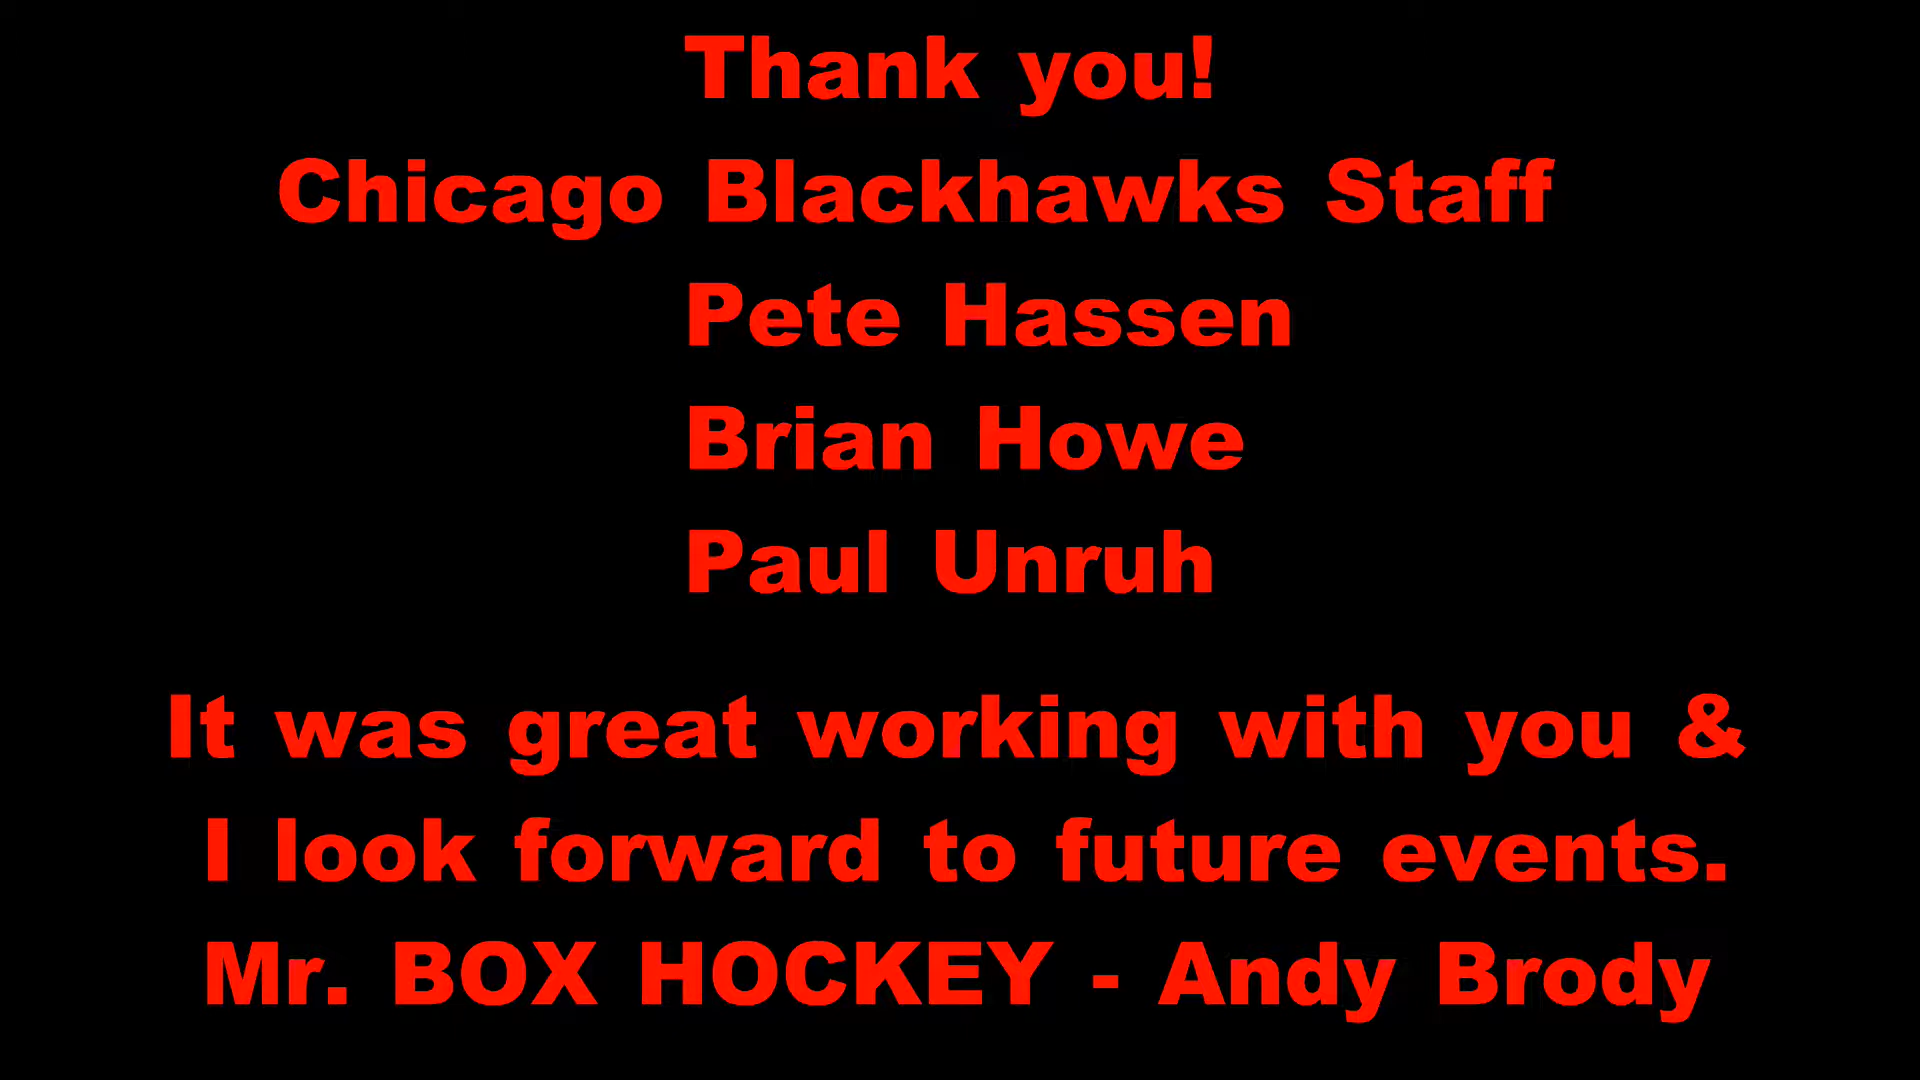 Thank you!
Chicago Blackhawks Staff
Pete Hassen
Brian Howe
Paul Unruh
It was great working with you &
I look forward to future events.
Mr. BOX HOCKEY - Andy Brody